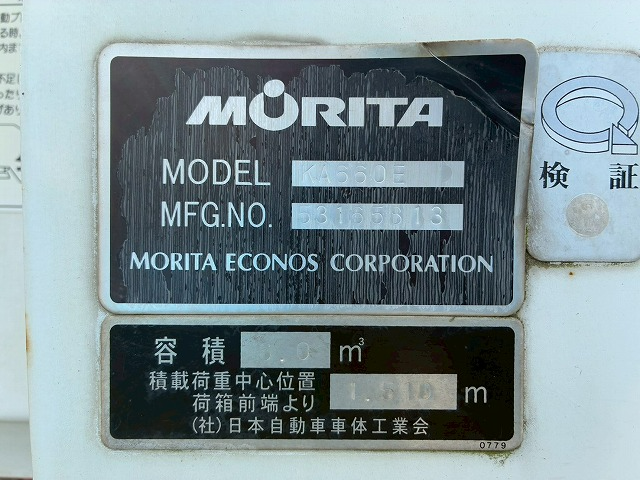 MORITA
MODEL KA660E
MFG.NO.
MORITA ECONOS CORPORATION
検証
容積 m³
積載荷重中心位置
荷箱前端より m
(社)日本自動車車体工業会
0779